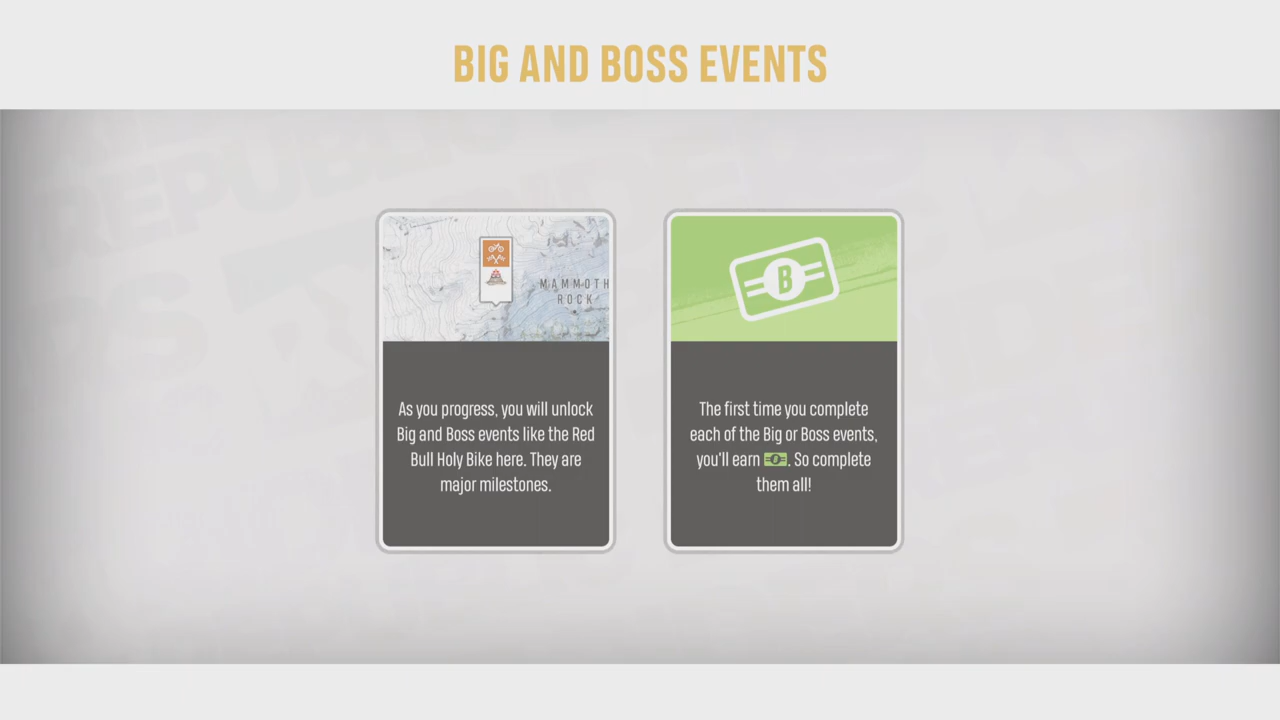 BIG AND BOSS EVENTS
REPUBLIC
MAMMOTH
ROCK
B
As you progress, you will unlock
Big and Boss events like the Red
Bull Holy Bike here. They are
major milestones.
The first time you complete
each of the Big or Boss events,
you'll earn . So complete
them all!